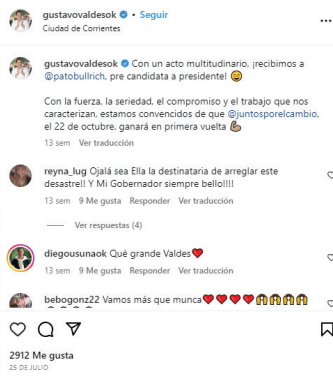 gustavovaldesok • Seguir
Ciudad de Corrientes
gustavovaldesok Con un acto multitudinario, ¡recibimos a
@patobullrich, pre candidata a presidente! 😄
Con la fuerza, la seriedad, el compromiso y el trabajo que nos
caracterizan, estamos convencidos de que @juntosporelcambio,
el 22 de octubre, ganará en primera vuelta 💪🏽
13 sem Ver traducción
reyna_lug Ojalá sea Ella la destinataria de arreglar este
desastre!! Y Mi Gobernador siempre bello!!!!
13 sem 9 Me gusta Responder Ver traducción
Ver respuestas (4)
diegousunaok Qué grande Valdes❤️
13 sem 9 Me gusta Responder Ver traducción
bebogonz22 Vamos más que munca❤️❤️❤️❤️🙌🙌🙌🙌
2912 Me gusta
25 DE JULIO